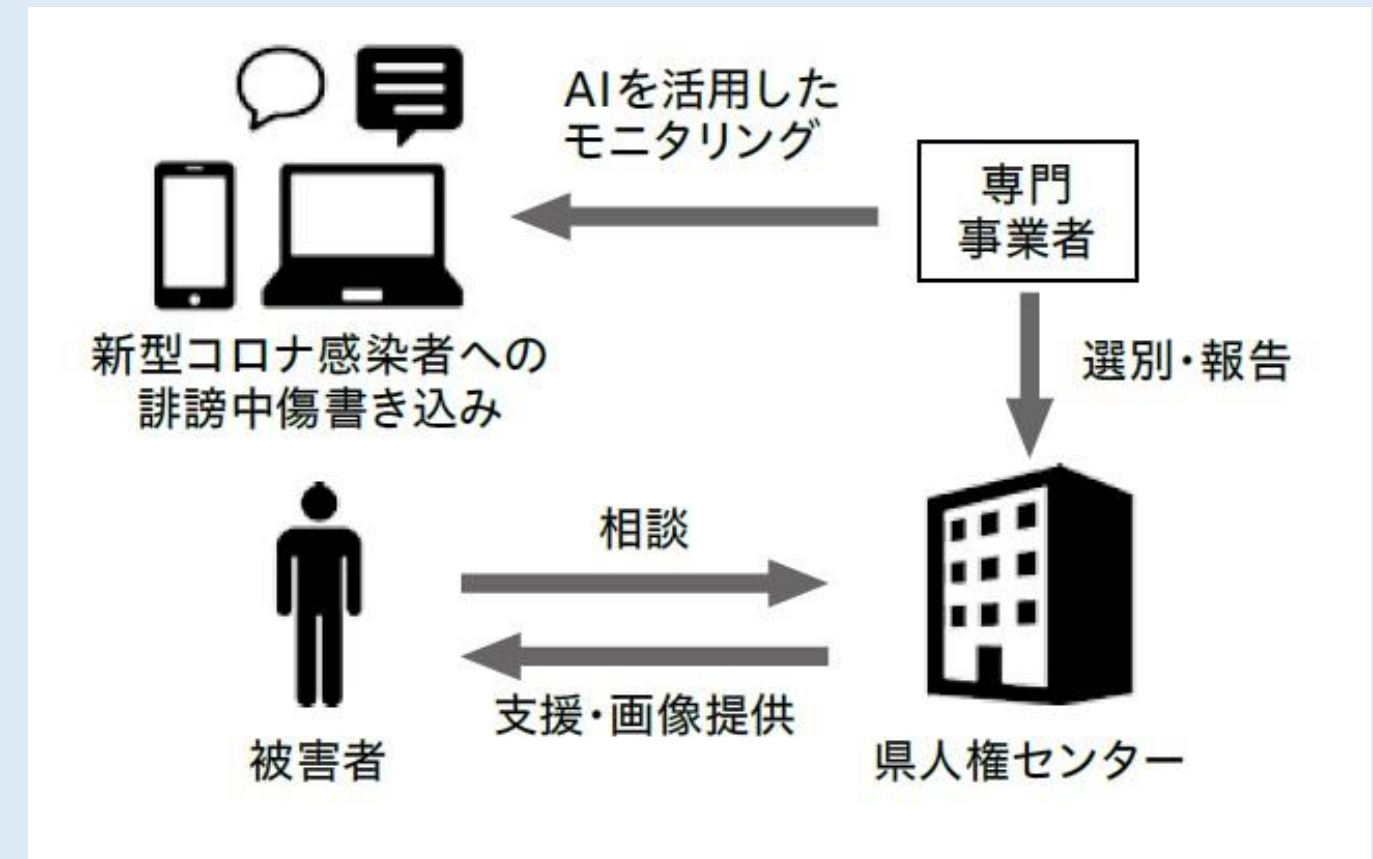 AIを活用した
モニタリング
専門
事業者
新型コロナ感染者への
誹謗中傷書き込み
選別・報告
相談
支援・画像提供
被害者
県人権センター